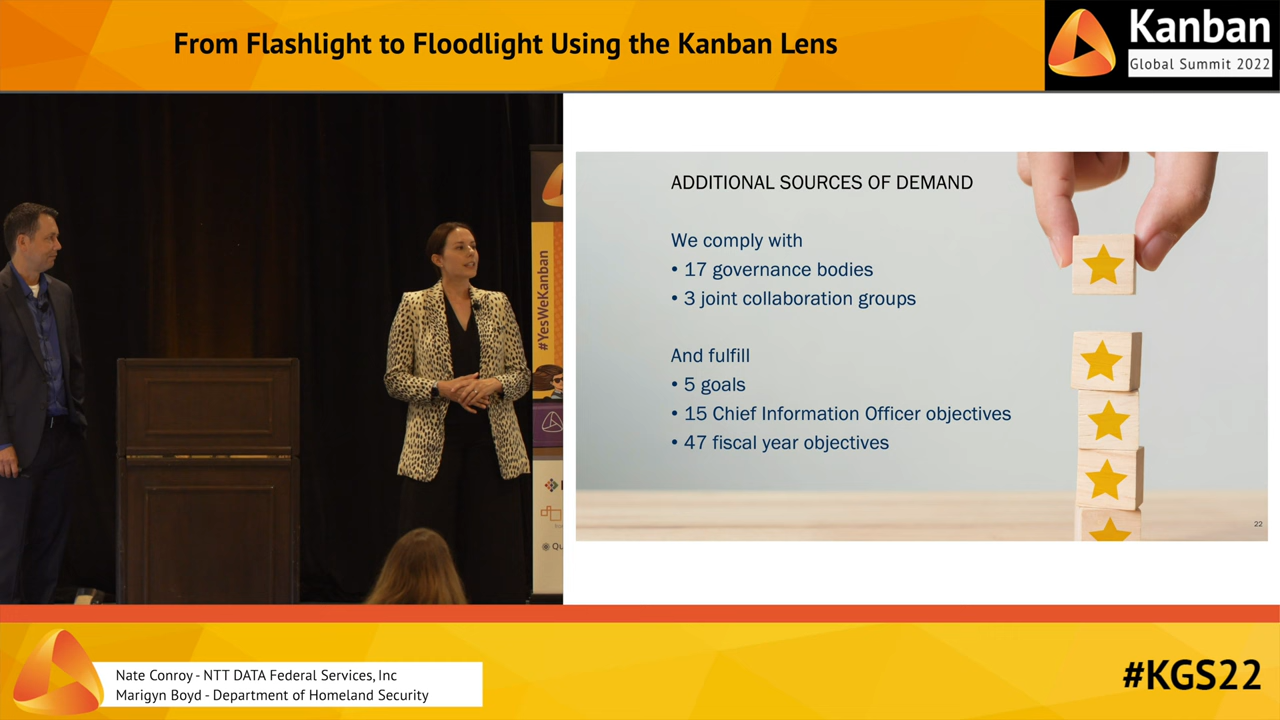 From Flashlight to Floodlight Using the Kanban Lens
Kanban
Global Summit 2022
#YesWeKanban
ADDITIONAL SOURCES OF DEMAND
We comply with
• 17 governance bodies
• 3 joint collaboration groups
And fulfill
• 5 goals
• 15 Chief Information Officer objectives
• 47 fiscal year objectives
22
Nate Conroy - NTT DATA Federal Services, Inc
Marigyn Boyd - Department of Homeland Security
#KGS22